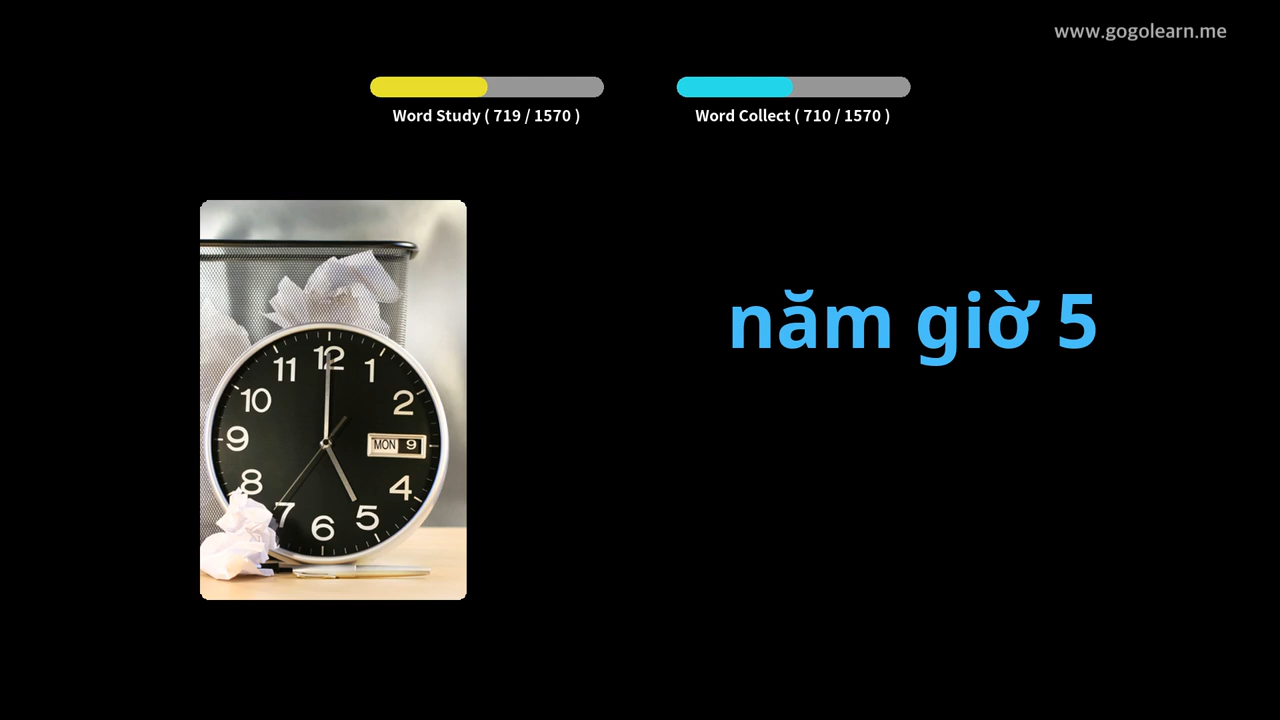 www.gogolearn.me
Word Study ( 719 / 1570 )
Word Collect ( 710 / 1570 )
năm giờ 5
12
11
1
10
2
9
MON 9
8
4
7
5
6